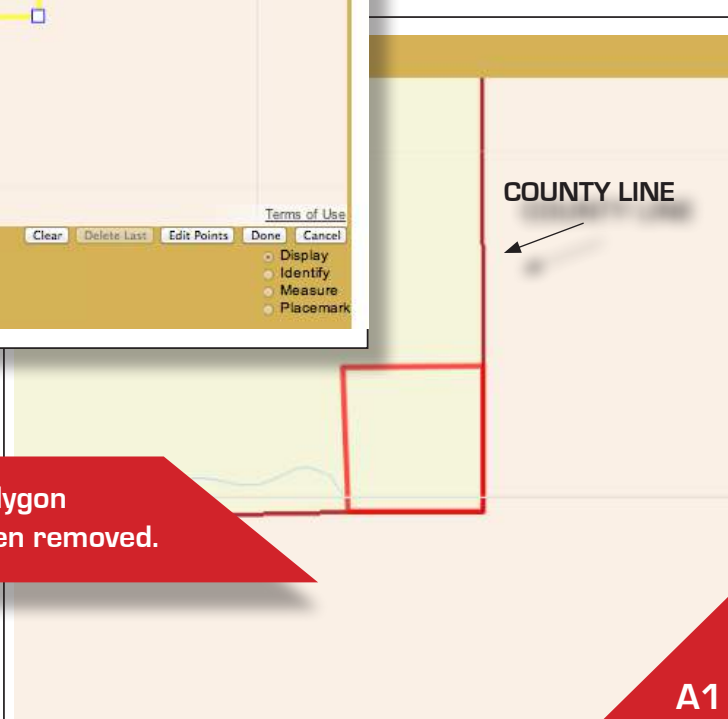 COUNTY LINE
Terms of Use
Clear Delete Last Edit Points Done Cancel
Display
Identify
Measure
Placemark
lygon
en removed.
A1